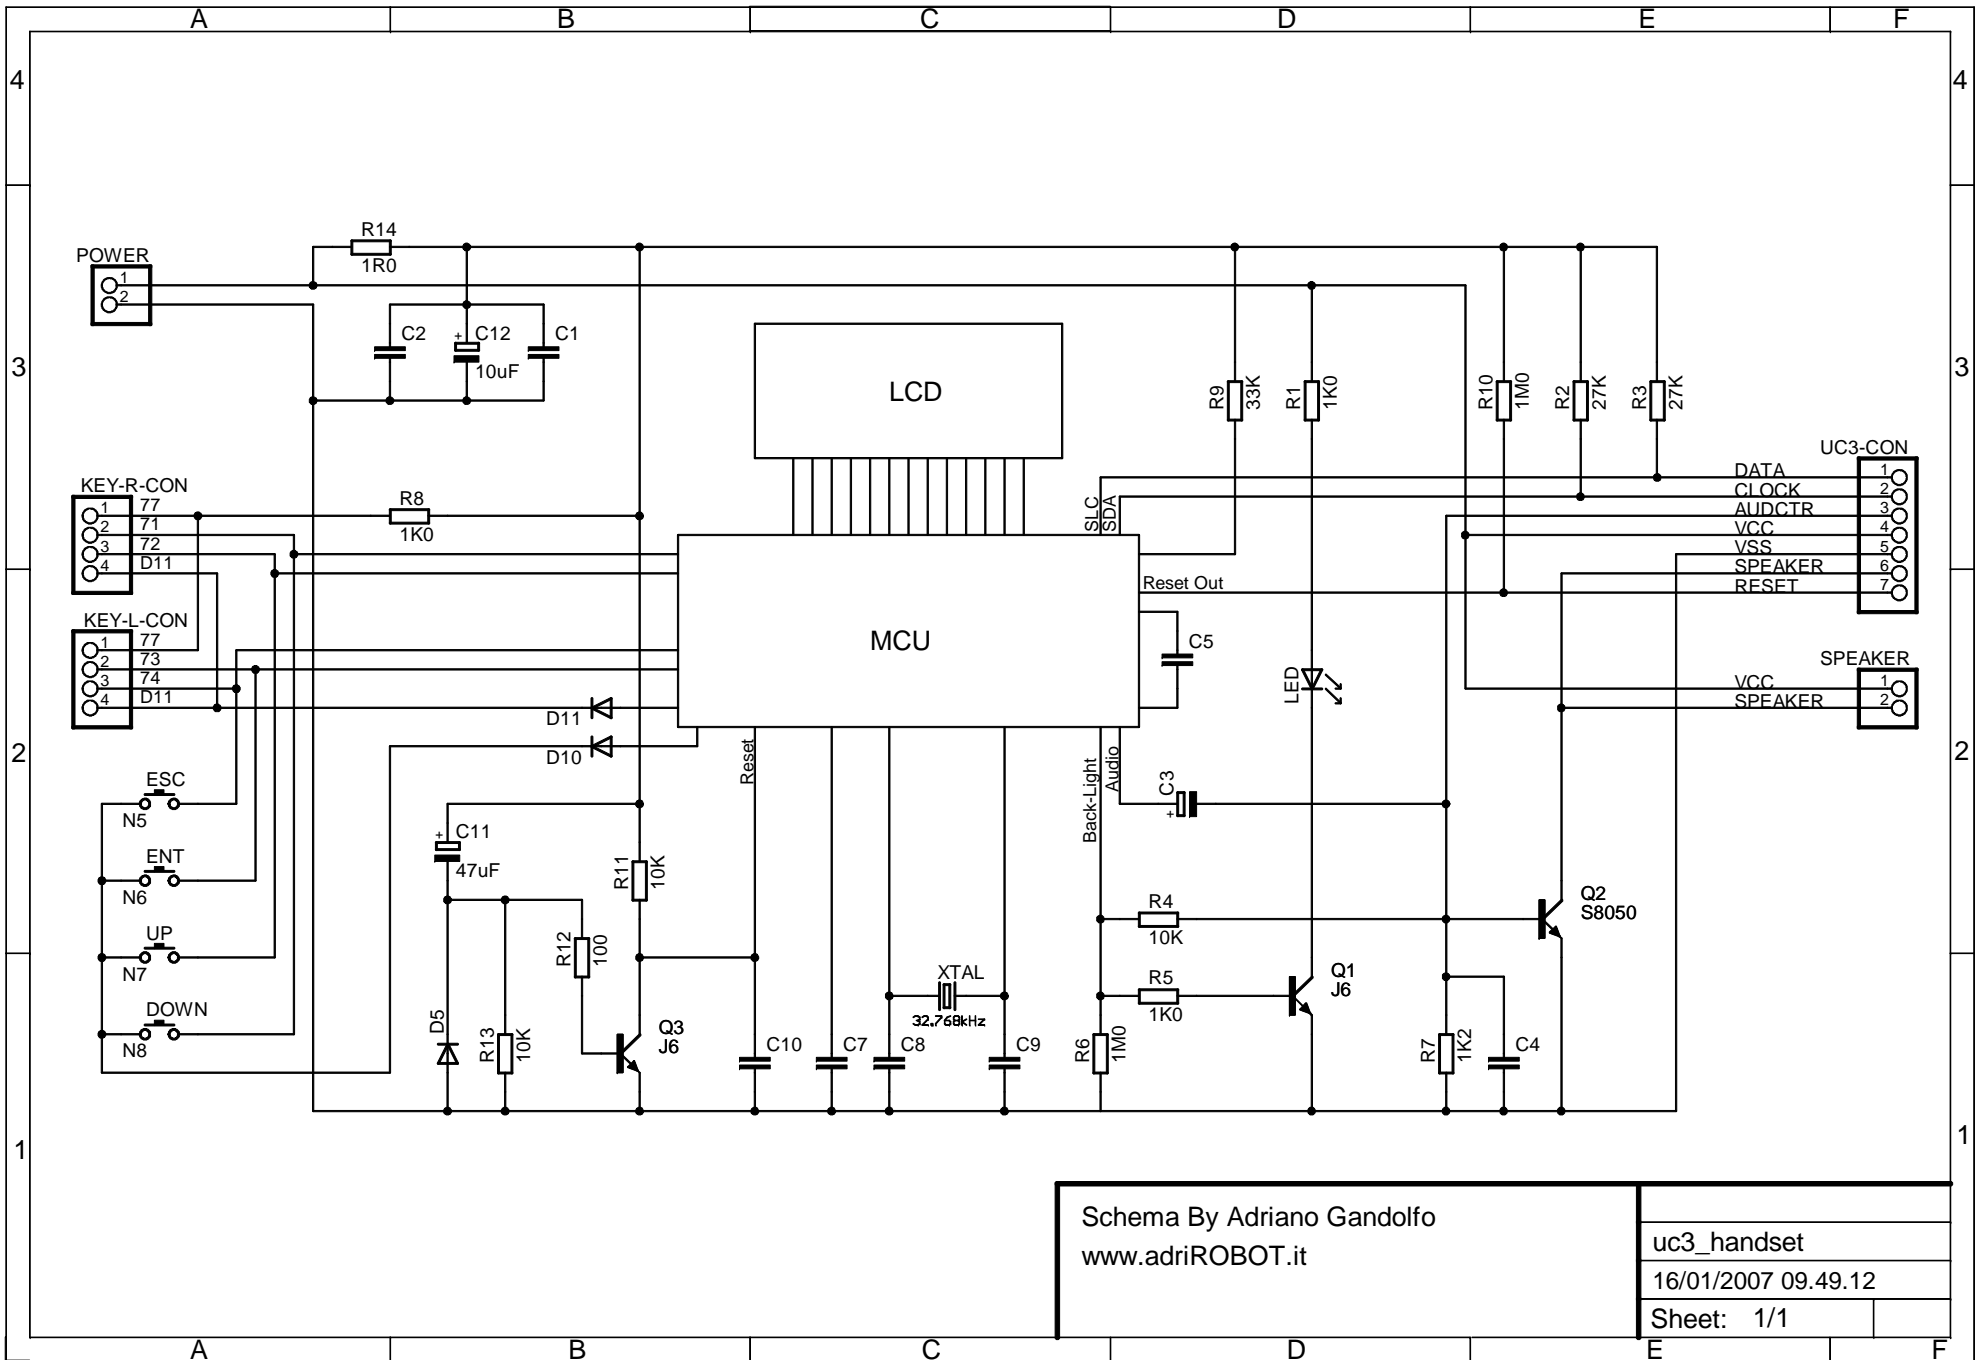 A B C D E F
4 4
R14
1R0
POWER
1
2
C2
+ C12
10uF
C1
3 3
LCD
R9
33K
R1
1K0
R10
1M0
R2
27K
R3
27K
UC3-CON
DATA 1
CLOCK 2
AUDCTR 3
VCC 4
VSS 5
SPEAKER 6
RESET 7
KEY-R-CON
1 77
2 71
3 72
4 D11
R8
1K0
SLC
SDA
Reset Out
MCU
C5
KEY-L-CON
1 77
2 73
3 74
4 D11
D11
D10
LED
SPEAKER
VCC 1
SPEAKER 2
2 2
Reset
Back-Light
Audio
C3
+
ESC
N5
ENT
N6
UP
N7
DOWN
N8
+ C11
47uF
R11
10K
R12
100
D5
R13
10K
Q3
J6
C10
C7
C8
XTAL
32.768kHz
C9
R4
10K
R5
1K0
R6
1M0
Q1
J6
Q2
S8050
R7
1K2
C4
1 1
Schema By Adriano Gandolfo
www.adriROBOT.it
uc3_handset
16/01/2007 09.49.12
Sheet: 1/1
A B C D E F